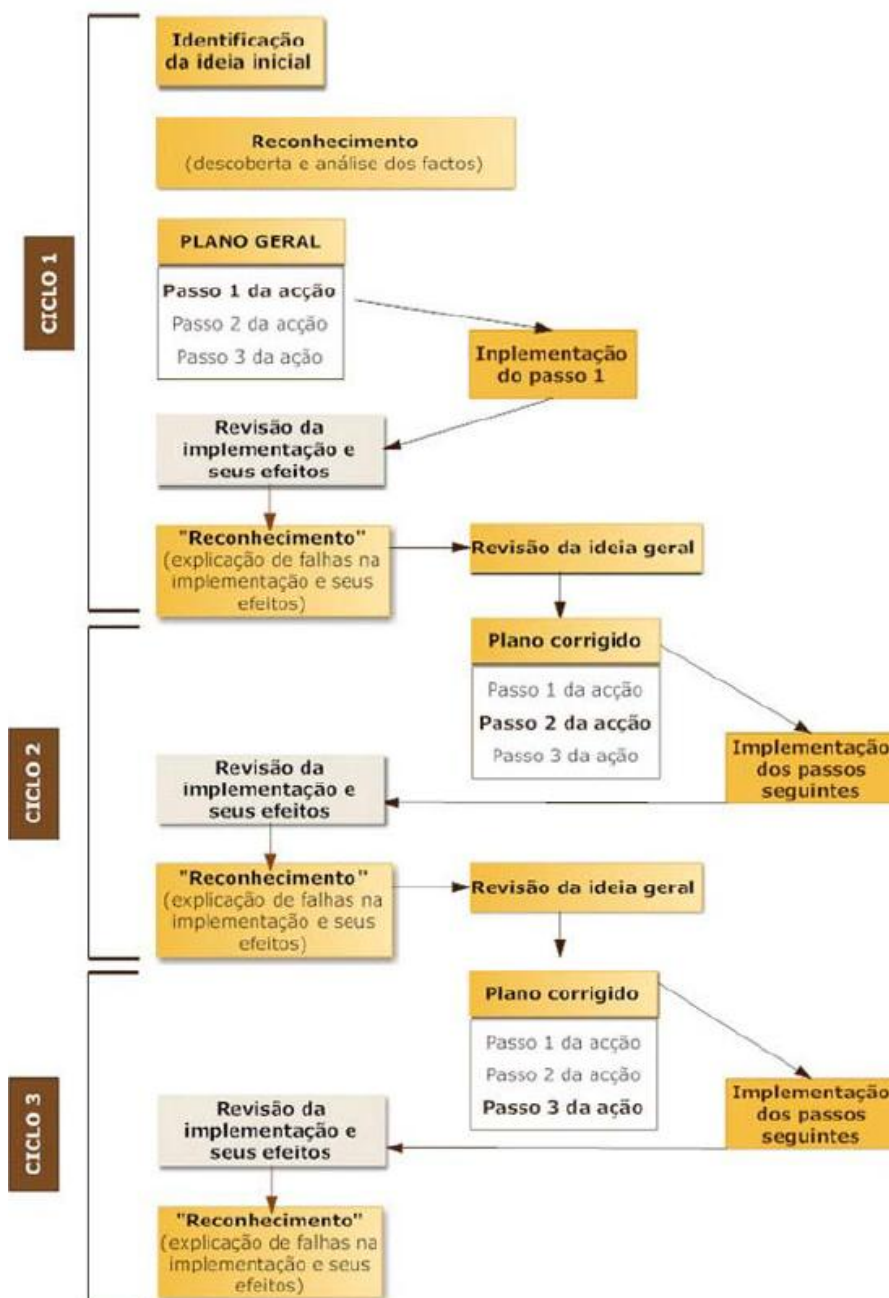 CICLO 1
Identificação
da ideia inicial
Reconhecimento
(descoberta e análise dos factos)
PLANO GERAL
Passo 1 da acção
Passo 2 da acção
Passo 3 da ação
Inplementação
do passo 1
Revisão da
implementação e
seus efeitos
"Reconhecimento"
(explicação de falhas na
implementação e seus
efeitos)
Revisão da ideia geral
CICLO 2
Plano corrigido
Passo 1 da acção
Passo 2 da acção
Passo 3 da ação
Implementação
dos passos
seguintes
Revisão da
implementação e
seus efeitos
"Reconhecimento"
(explicação de falhas na
implementação e seus
efeitos)
Revisão da ideia geral
CICLO 3
Plano corrigido
Passo 1 da acção
Passo 2 da acção
Passo 3 da ação
Implementação
dos passos
seguintes
Revisão da
implementação e
seus efeitos
"Reconhecimento"
(explicação de falhas na
implementação e seus
efeitos)